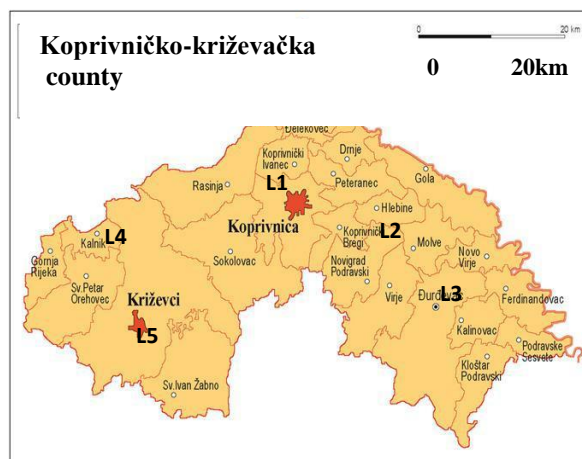 Koprivničko-križevačka
county
20 km
0 20km
Đelekovec
Koprivnički
Ivanec
Drnje
Peteranec
Gola
Rasinja
L1
Hlebine
Koprivnica
Koprivnički
Bregi
L2
L4
Kalnik
Gornja
Rijeka
Sokolovac
Molve
Novo
Virje
Sv.Petar
Orehovec
Novigrad
Podravski
Virje
L3
Đurđevac
Ferdinandovac
Križevci
L5
Kalinovac
Podravske
Sesvete
Kloštar
Podravski
Sv.Ivan Žabno